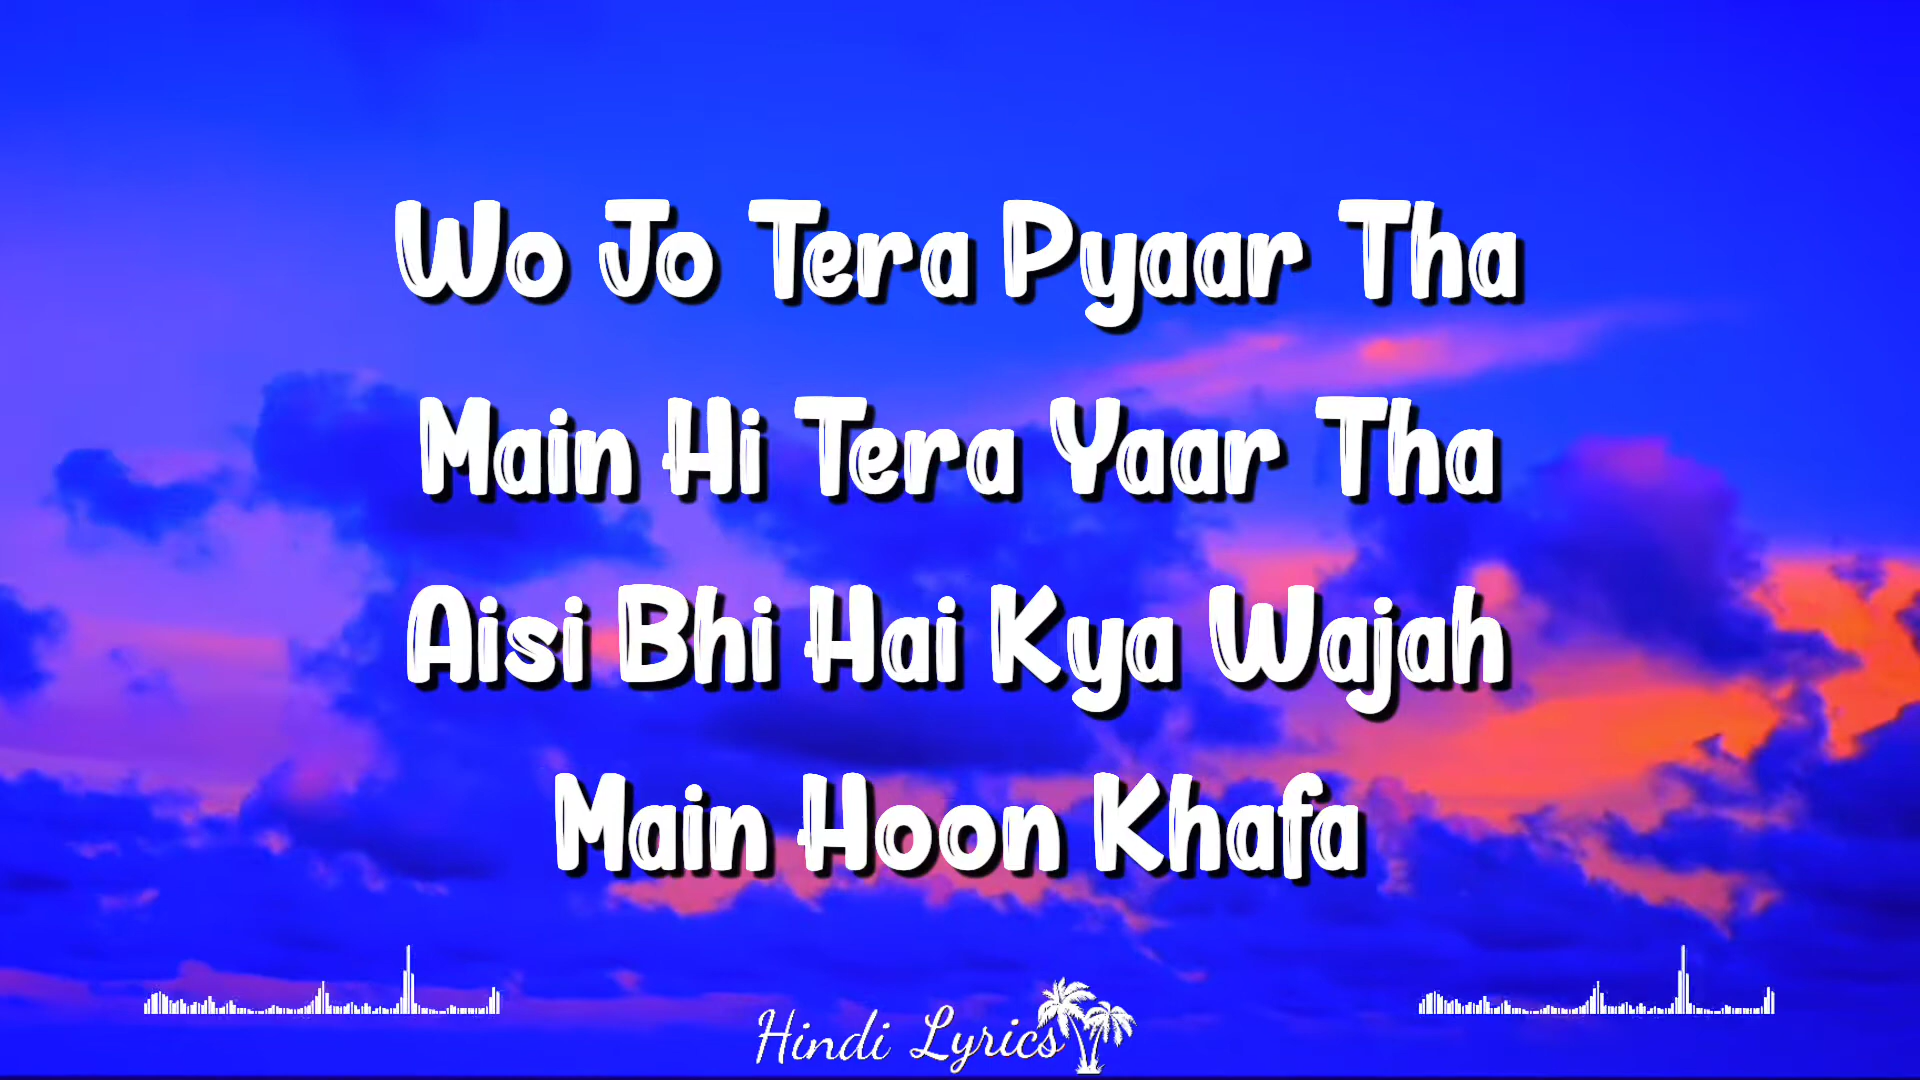 Wo Jo Tera Pyaar Tha
Main Hi Tera Yaar Tha
Aisi Bhi Hai Kya Wajah
Main Hoon Khafa
Hindi Lyrics